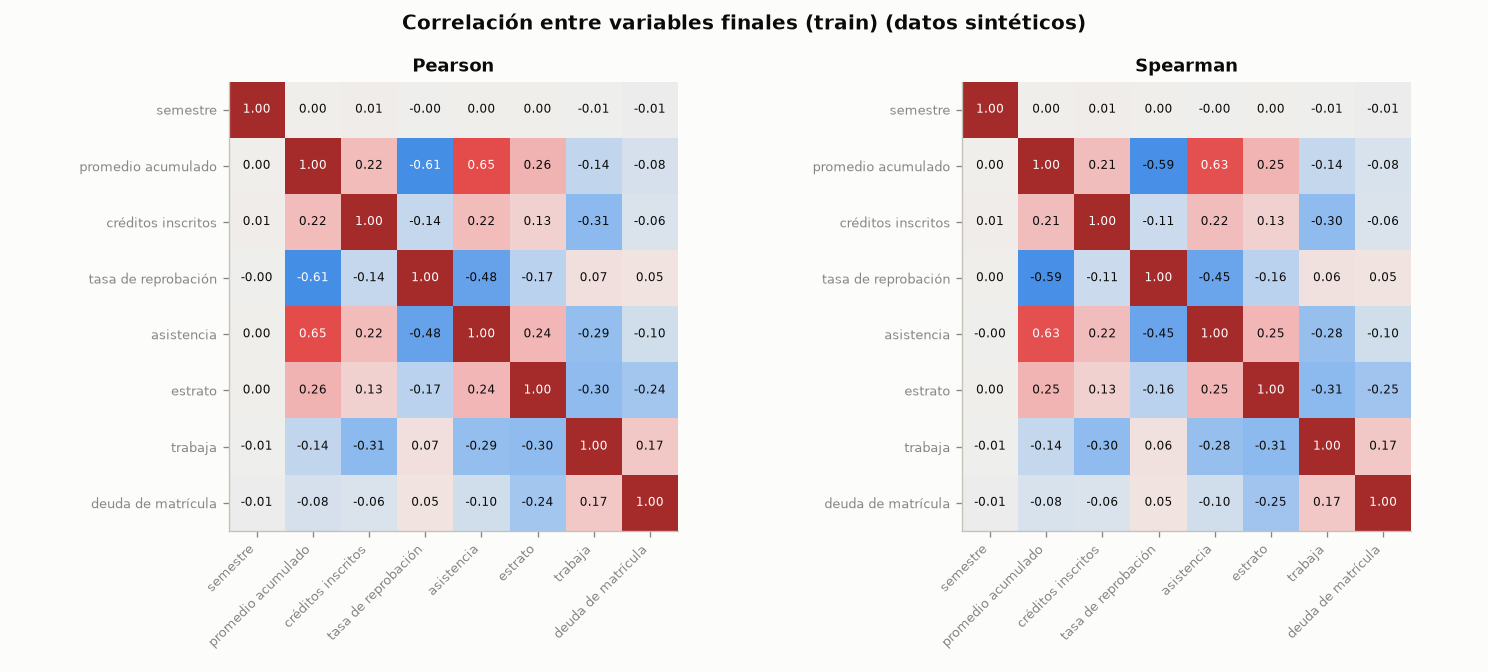 Correlación entre variables finales (train) (datos sintéticos)
Pearson
semestre 1.00 0.00 0.01 -0.00 0.00 0.00 -0.01 -0.01
promedio acumulado 0.00 1.00 0.22 -0.61 0.65 0.26 -0.14 -0.08
créditos inscritos 0.01 0.22 1.00 -0.14 0.22 0.13 -0.31 -0.06
tasa de reprobación -0.00 -0.61 -0.14 1.00 -0.48 -0.17 0.07 0.05
asistencia 0.00 0.65 0.22 -0.48 1.00 0.24 -0.29 -0.10
estrato 0.00 0.26 0.13 -0.17 0.24 1.00 -0.30 -0.24
trabaja -0.01 -0.14 -0.31 0.07 -0.29 -0.30 1.00 0.17
deuda de matrícula -0.01 -0.08 -0.06 0.05 -0.10 -0.24 0.17 1.00
semestre
promedio acumulado
créditos inscritos
tasa de reprobación
asistencia
estrato
trabaja
deuda de matrícula
Spearman
semestre 1.00 0.00 0.01 0.00 -0.00 0.00 -0.01 -0.01
promedio acumulado 0.00 1.00 0.21 -0.59 0.63 0.25 -0.14 -0.08
créditos inscritos 0.01 0.21 1.00 -0.11 0.22 0.13 -0.30 -0.06
tasa de reprobación 0.00 -0.59 -0.11 1.00 -0.45 -0.16 0.06 0.05
asistencia -0.00 0.63 0.22 -0.45 1.00 0.25 -0.28 -0.10
estrato 0.00 0.25 0.13 -0.16 0.25 1.00 -0.31 -0.25
trabaja -0.01 -0.14 -0.30 0.06 -0.28 -0.31 1.00 0.17
deuda de matrícula -0.01 -0.08 -0.06 0.05 -0.10 -0.25 0.17 1.00
semestre
promedio acumulado
créditos inscritos
tasa de reprobación
asistencia
estrato
trabaja
deuda de matrícula